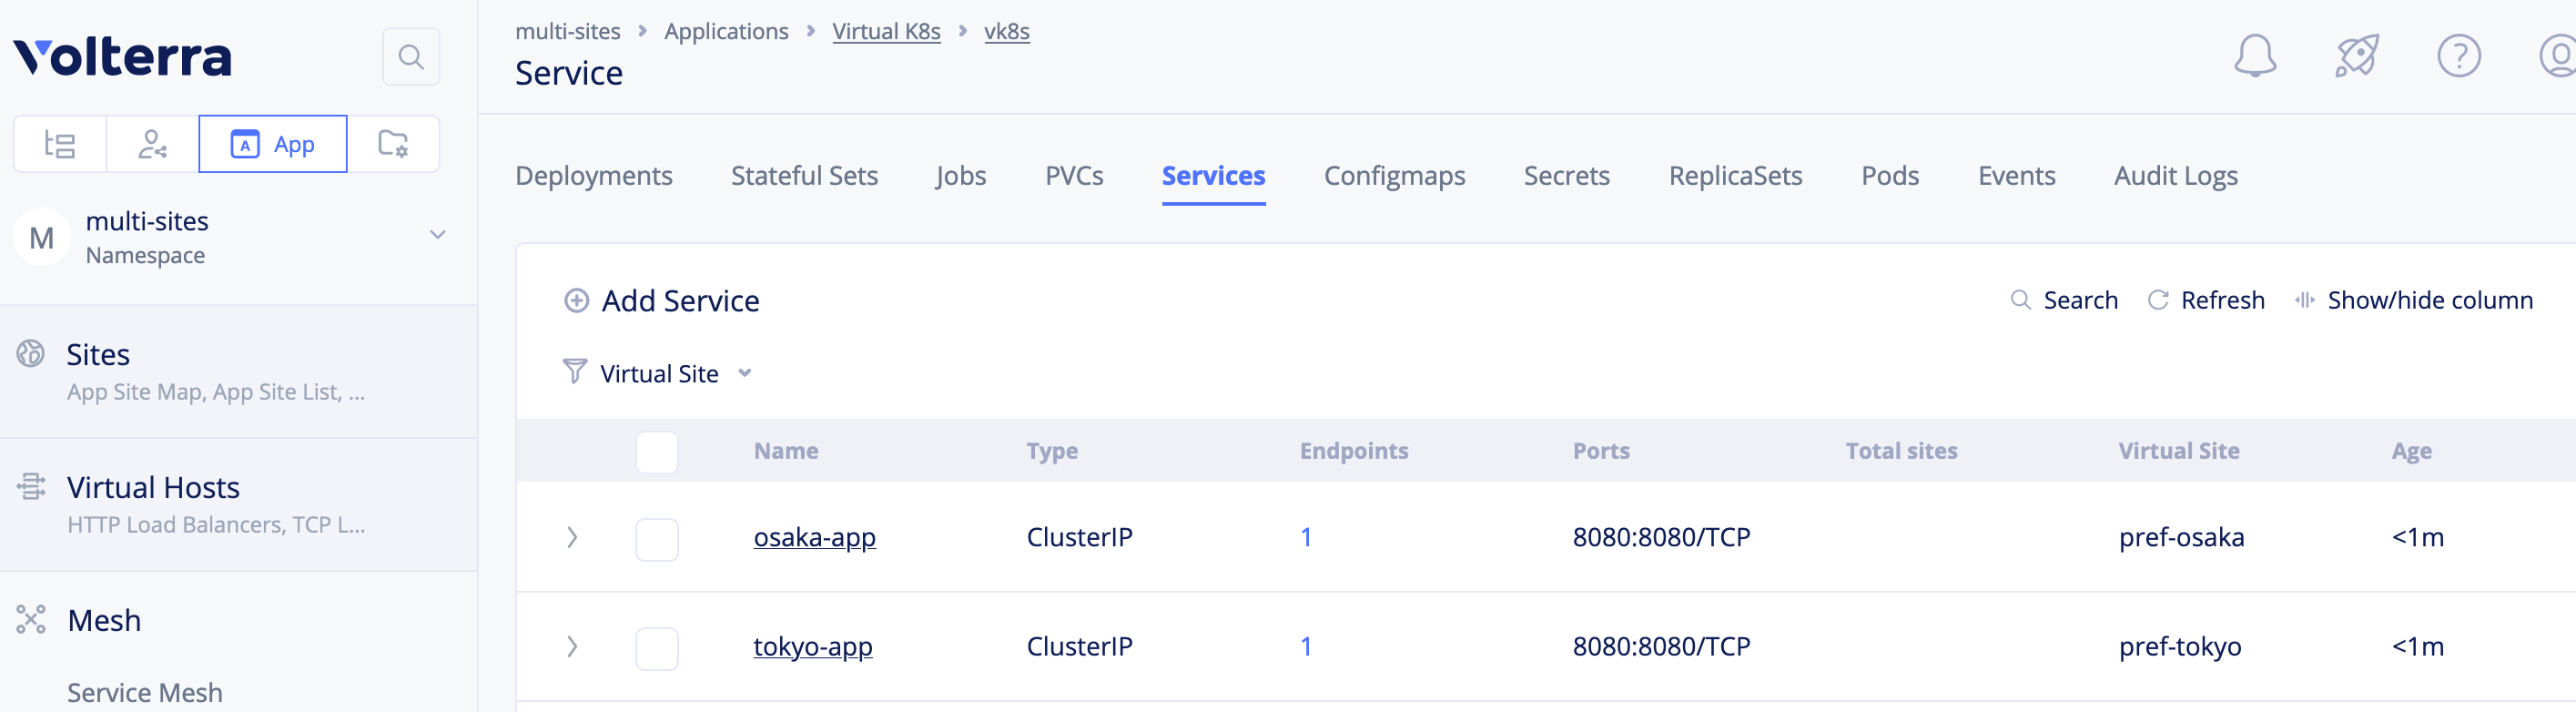 Volterra
App
M
multi-sites
Namespace
Sites
App Site Map, App Site List, ...
Virtual Hosts
HTTP Load Balancers, TCP L...
Mesh
Service Mesh
multi-sites > Applications > Virtual K8s > vk8s
Service
Deployments Stateful Sets Jobs PVCs Services Configmaps Secrets ReplicaSets Pods Events Audit Logs
Add Service
Search Refresh Show/hide column
Virtual Site
Name Type Endpoints Ports Total sites Virtual Site Age
osaka-app ClusterIP 1 8080:8080/TCP pref-osaka <1m
tokyo-app ClusterIP 1 8080:8080/TCP pref-tokyo <1m